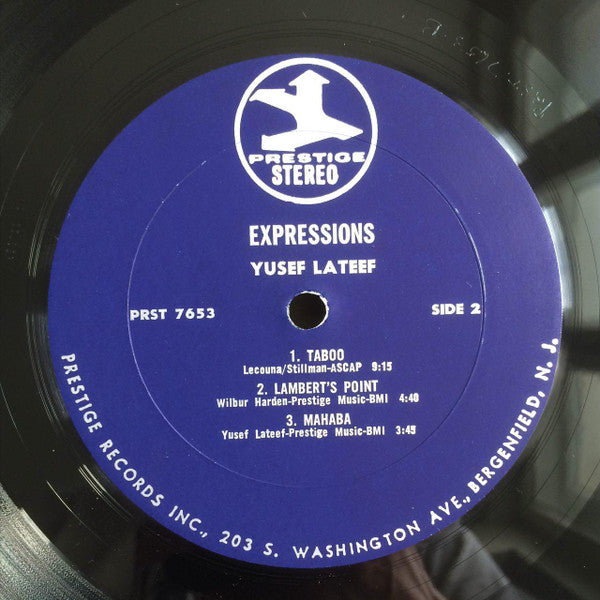 PRESTIGE
STEREO
EXPRESSIONS
YUSEF LATEEF
PRST 7653
SIDE 2
1. TABOO
Lecouna/Stillman-ASCAP 9:15
2. LAMBERT'S POINT
Wilbur Harden-Prestige Music-BMI 4:40
3. MAHABA
Yusef Lateef-Prestige Music-BMI 3:45
PRESTIGE RECORDS INC., 203 S. WASHINGTON AVE., BERGENFIELD, N. J.